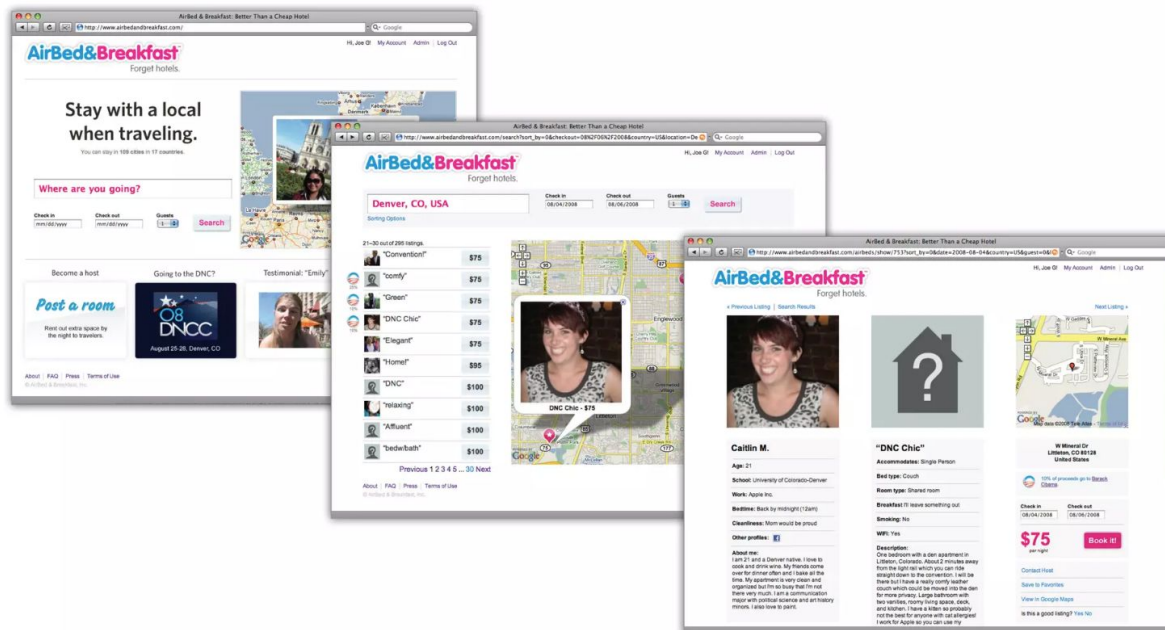 AirBed & Breakfast: Better Than a Cheap Hotel
http://www.airbedandbreakfast.com/
Google
AirBed&Breakfast
Forget hotels.
Hi, Joe G! My Account Admin Log Out
Stay with a local
when traveling.
You can stay in 109 cities in 17 countries.
Where are you going?
Check in
Check out
Guests
mm/dd/yyyy
mm/dd/yyyy
1
Search
Become a host
Post a room
Rent out extra space by
the night to travelers.
Going to the DNC?
08
DNCC
August 25-28, Denver, CO
Testimonial: "Emily"
About FAQ Press Terms of Use
© AirBed & Breakfast, Inc.
AirBed & Breakfast: Better Than a Cheap Hotel
Google
AirBed&Breakfast
Forget hotels.
Hi, Joe G! My Account Admin Log Out
Denver, CO, USA
Sorting Options
Check in
Check out
Guests
08/04/2008
08/06/2008
1
Search
21-30 out of 295 listings.
"Convention!" $75
"comfy" $75
"Green" $75
"DNC Chic" $75
"Elegant" $75
"Home!" $95
"DNC" $100
"relaxing" $100
"Affluent" $100
"bedw/bath" $100
Previous 1 2 3 4 5 ... 30 Next
Englewood
Littleton
DNC Chic - $75
Google
About FAQ Press Terms of Use
© AirBed & Breakfast, Inc.
AirBed & Breakfast: Better Than a Cheap Hotel
Google
AirBed&Breakfast
Forget hotels.
Hi, Joe G! My Account Admin Log Out
« Previous Listing Search Results
Next Listing »
?
W Mineral Ave
Google
Caitlin M.
Age: 21
School: University of Colorado-Denver
Work: Apple Inc.
Bedtime: Back by midnight (12am)
Cleanliness: Mom would be proud
Other profiles:
About me:
I am 21 and a Denver native. I love to
cook and drink wine. My friends come
over for dinner often and I bake all the
time. My apartment is very clean and
organized but I'm so busy that I'm not
there very much. I am a communication
major with political science and art history
minors. I also love to paint.
"DNC Chic"
Accommodates: Single Person
Bed type: Couch
Room type: Shared room
Breakfast I'll leave something out
Smoking: No
WiFi: Yes
Description:
One bedroom with a den apartment in
Littleton, Colorado. About 2 minutes away
from the light rail which you can ride
straight down to the convention. I will be
there but I have a really comfy leather
couch which could be moved into the den
for more privacy. Large bathroom with
two vanities, roomy living space, deck,
and kitchen. I have a kitten so probably
not the best for anyone with cat allergies!
I work for Apple so you can use my
W Mineral Dr
Littleton, CO 80128
United States
10% of proceeds go to Barack
Obama
Check in
Check out
08/04/2008
08/06/2008
$75
per night
Book it!
Contact Host
Save to Favorites
View in Google Maps
Is this a good listing? Yes No